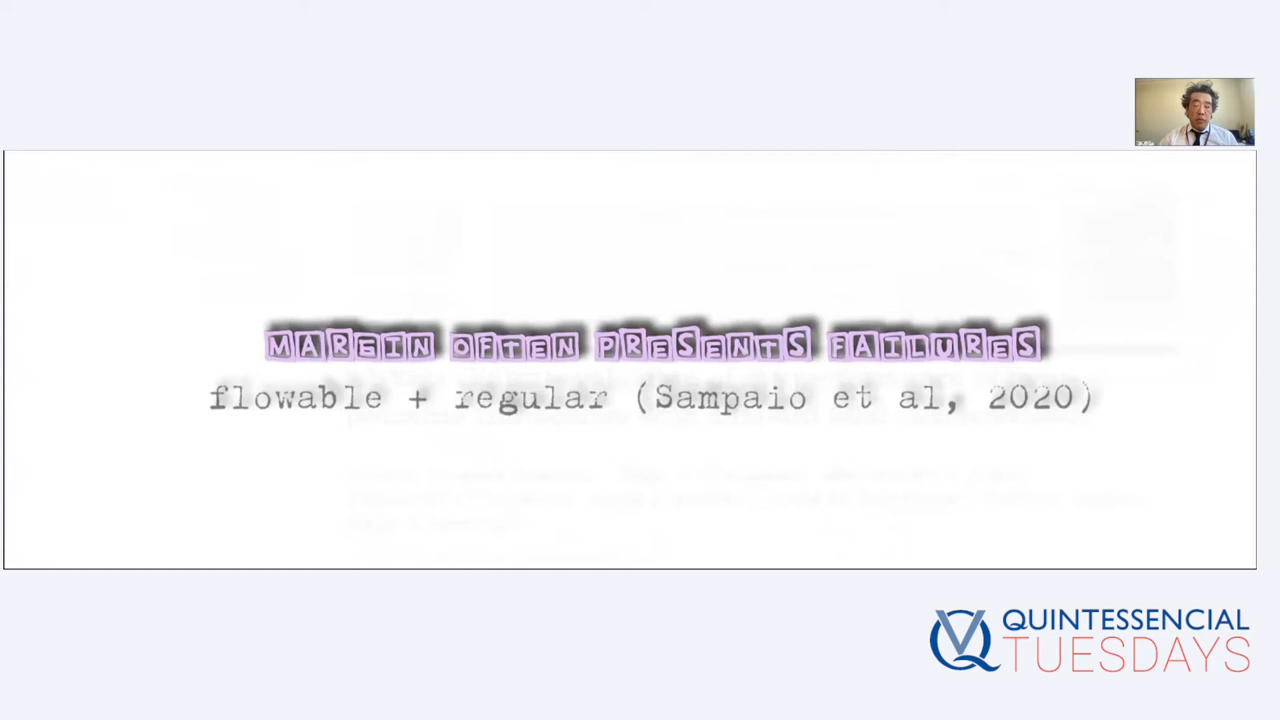 MARGIN OFTEN PRESENTS FAILURES
flowable + regular (Sampaio et al, 2020)
QUINTESSENCIAL
TUESDAYS